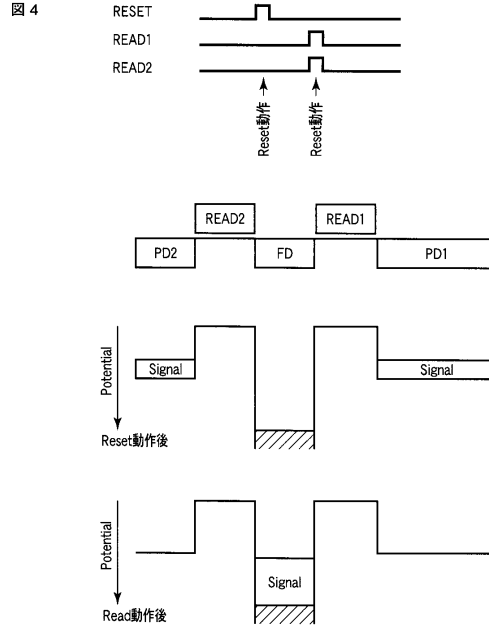 図 4
RESET
READ1
READ2
Reset動作
Reset動作
READ2
READ1
PD2
FD
PD1
Potential
Signal
Signal
Reset動作後
Potential
Signal
Read動作後